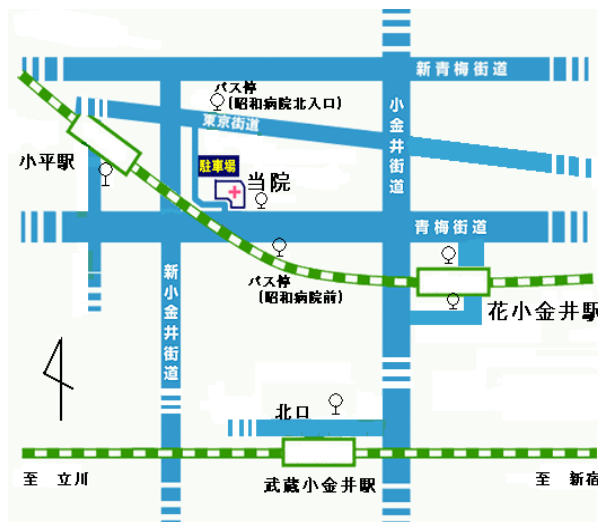 新青梅街道
バス停
(昭和病院北入口)
小金井街道
東京街道
小平駅
駐車場
当院
青梅街道
新小金井街道
バス停
(昭和病院前)
花小金井駅
北口
至 立川
武蔵小金井駅
至 新宿